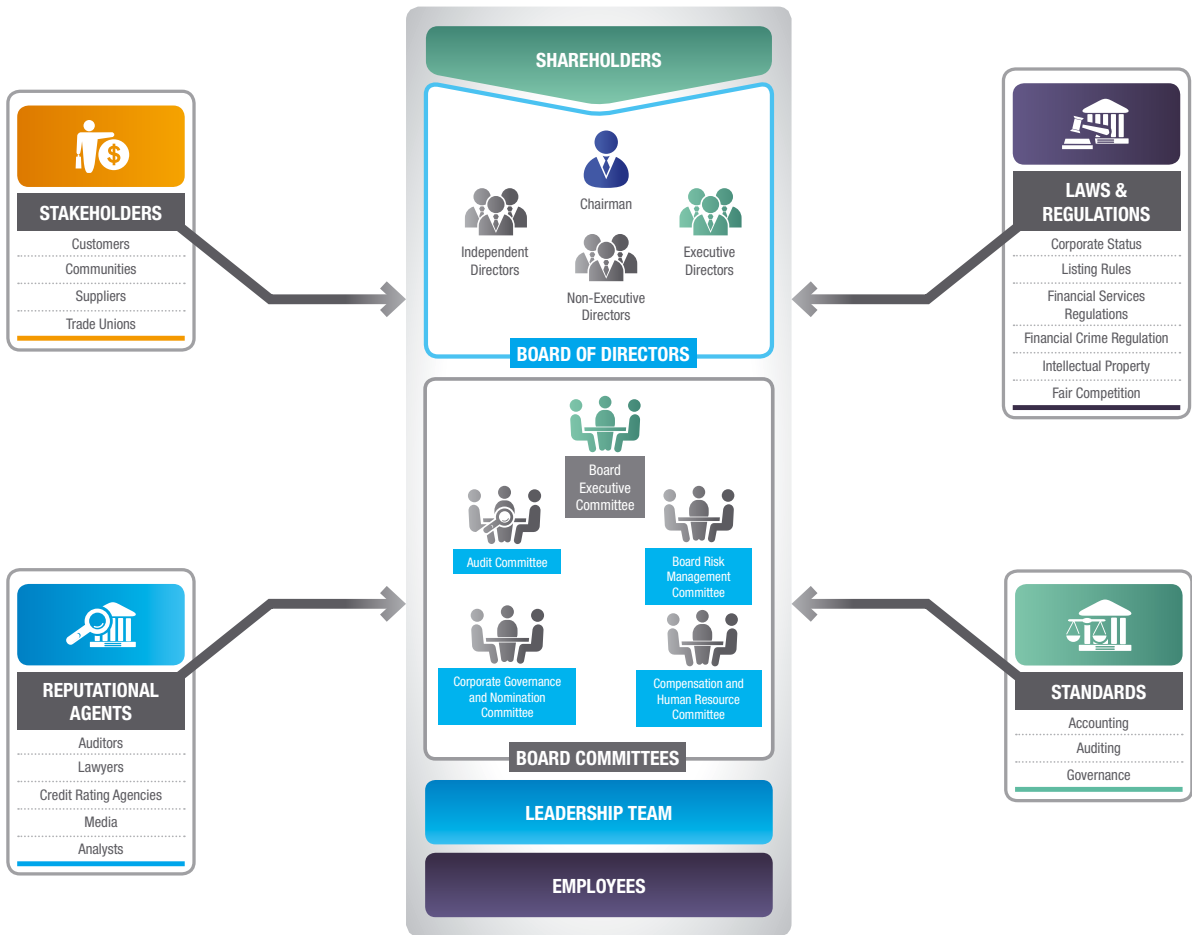 SHAREHOLDERS
Chairman
Independent
Directors
Non-Executive
Directors
Executive
Directors
BOARD OF DIRECTORS
Board
Executive
Committee
Audit Committee
Board Risk
Management
Committee
Corporate Governance
and Nomination
Committee
Compensation and
Human Resource
Committee
BOARD COMMITTEES
LEADERSHIP TEAM
EMPLOYEES
$
STAKEHOLDERS
Customers
Communities
Suppliers
Trade Unions
REPUTATIONAL
AGENTS
Auditors
Lawyers
Credit Rating Agencies
Media
Analysts
LAWS &
REGULATIONS
Corporate Status
Listing Rules
Financial Services
Regulations
Financial Crime Regulation
Intellectual Property
Fair Competition
STANDARDS
Accounting
Auditing
Governance